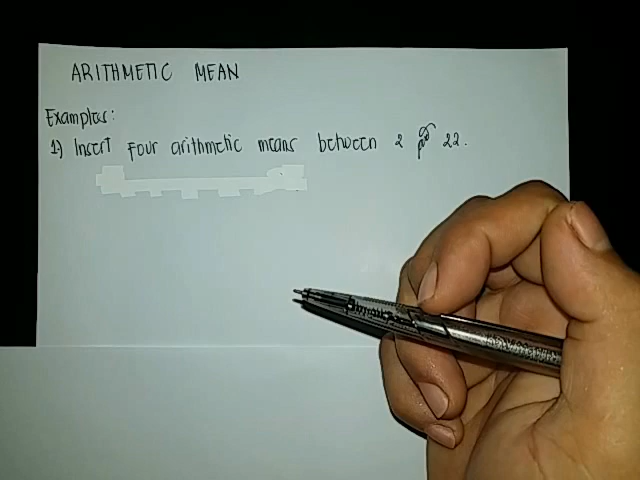 ARITHMETIC MEAN
Examples:
1) Insert four arithmetic means between 2 22.